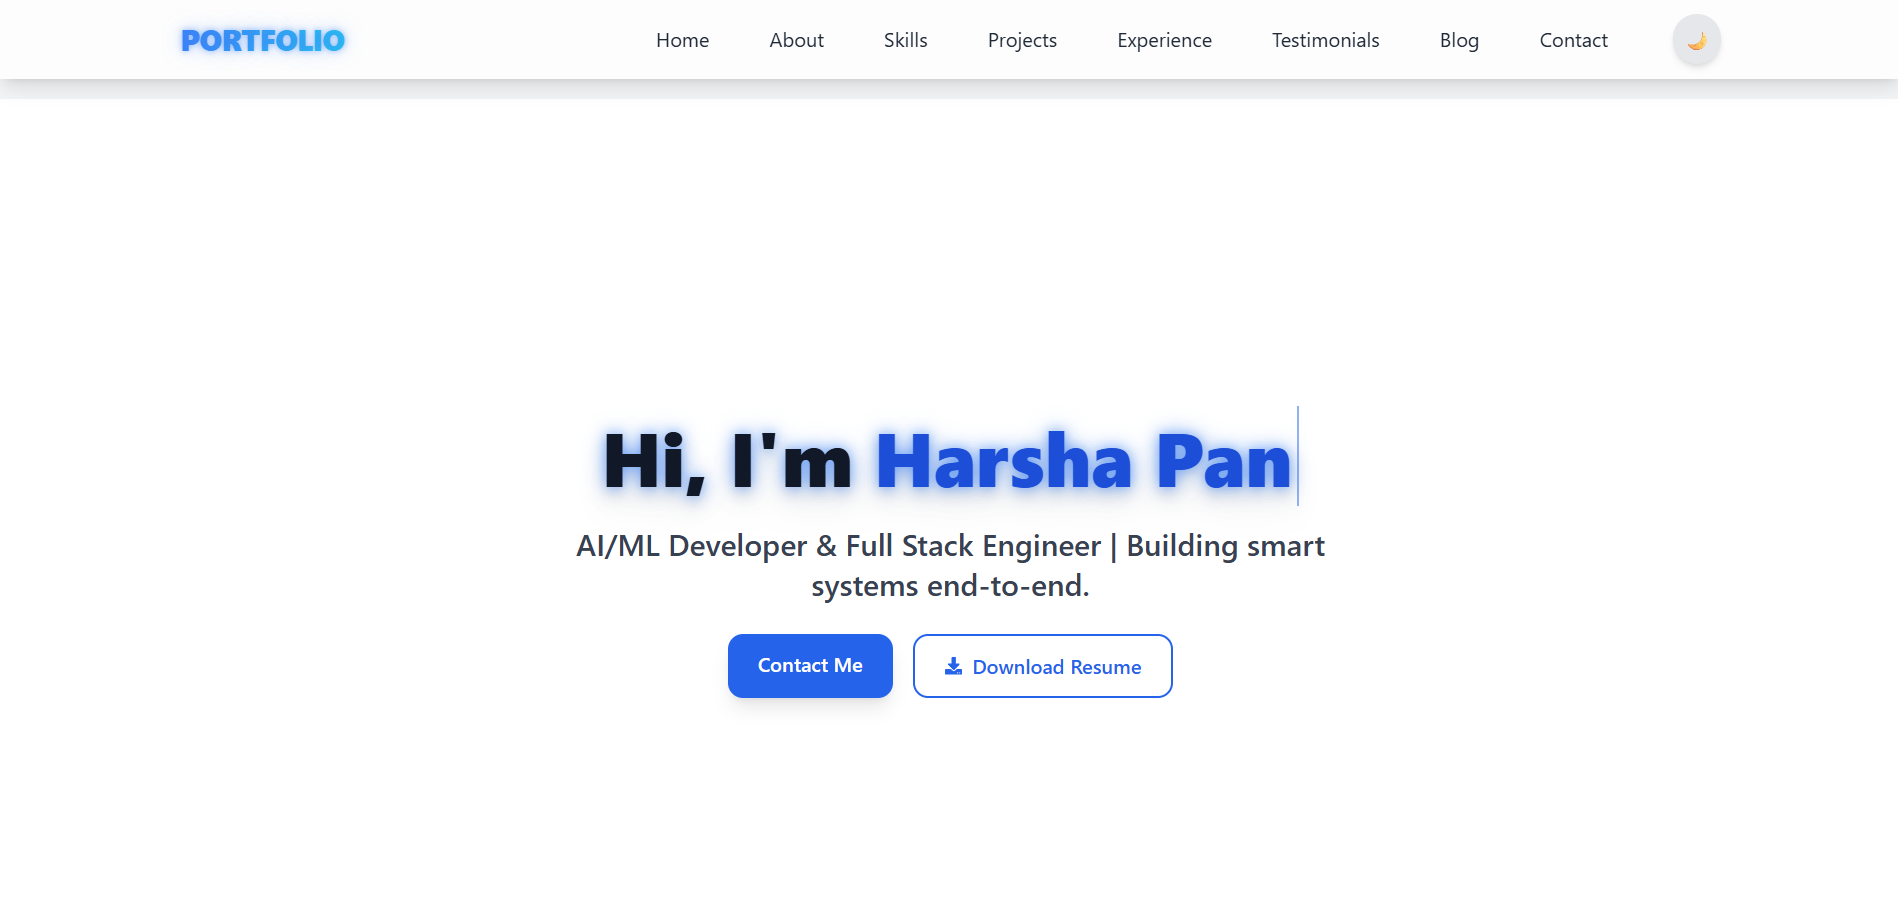 PORTFOLIO
Home About Skills Projects Experience Testimonials Blog Contact
Hi, I'm Harsha Pan
AI/ML Developer & Full Stack Engineer | Building smart
systems end-to-end.
Contact Me
Download Resume